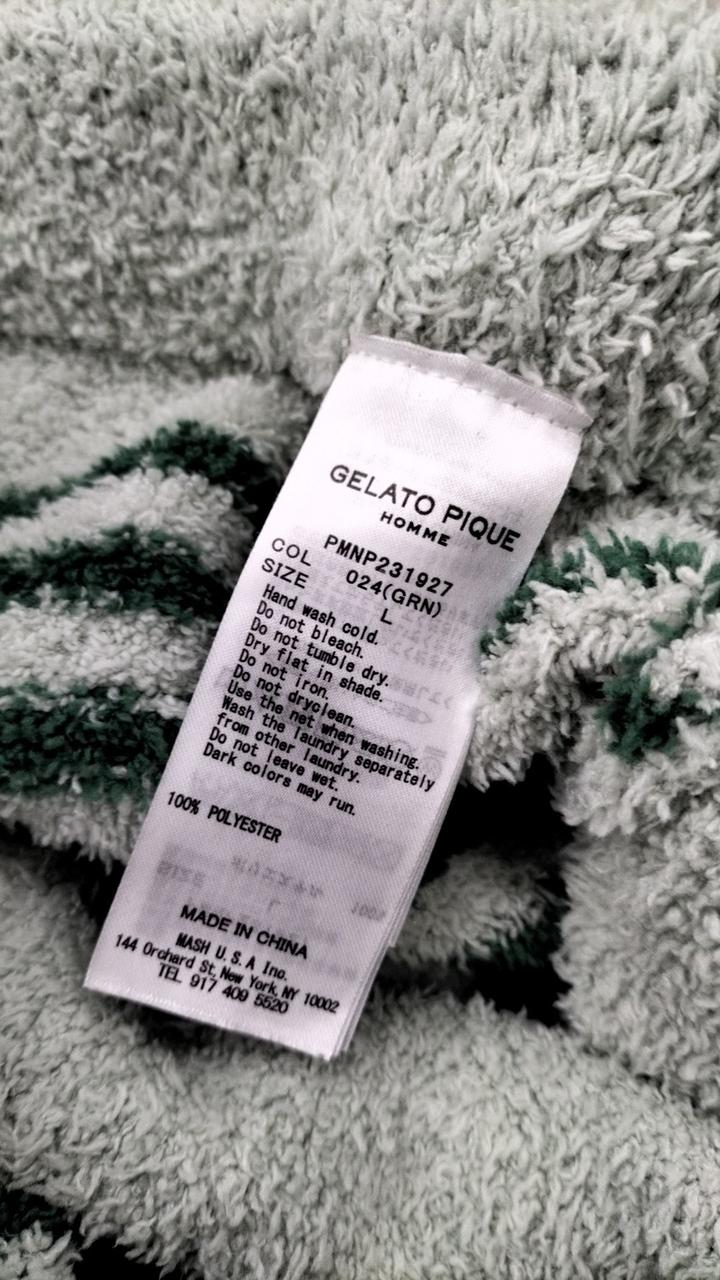 GELATO PIQUE
HOMME
PMNP231927
COL 024(GRN)
SIZE L
Hand wash cold.
Do not bleach.
Do not tumble dry.
Dry flat in shade.
Do not iron.
Do not dryclean.
Use the net when washing.
Wash the laundry separately
from other laundry.
Do not leave wet.
Dark colors may run.
100% POLYESTER
MADE IN CHINA
MASH U.S.A Inc.
144 Orchard St, New York, NY 10002
TEL 917 409 5520